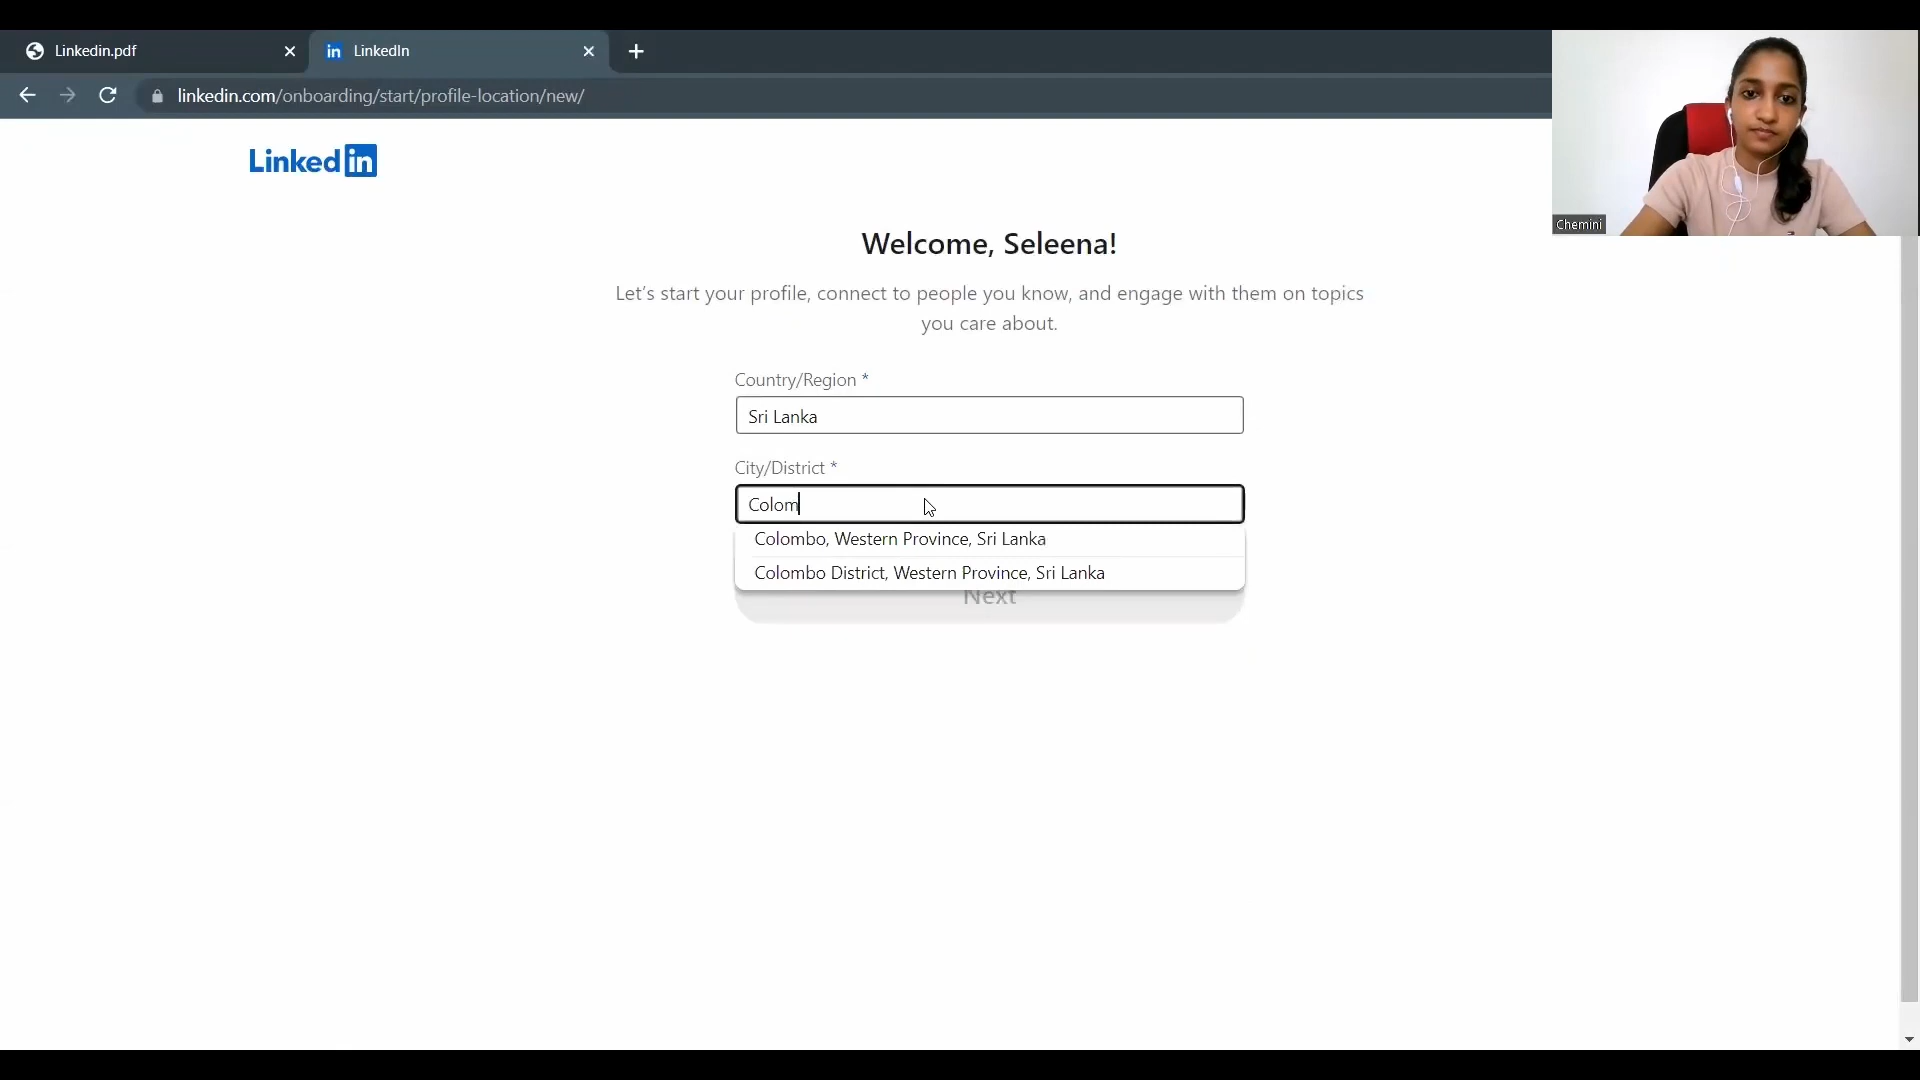 Linkedin.pdf
in LinkedIn
linkedin.com/onboarding/start/profile-location/new/
Linkedin
Chemini
Welcome, Seleena!
Let's start your profile, connect to people you know, and engage with them on topics
you care about.
Country/Region *
Sri Lanka
City/District *
Colom
Colombo, Western Province, Sri Lanka
Colombo District, Western Province, Sri Lanka
Next